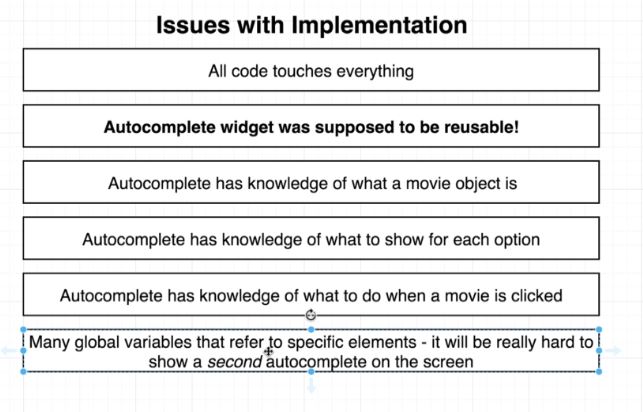 Issues with Implementation
All code touches everything
Autocomplete widget was supposed to be reusable!
Autocomplete has knowledge of what a movie object is
Autocomplete has knowledge of what to show for each option
Autocomplete has knowledge of what to do when a movie is clicked
Many global variables that refer to specific elements - it will be really hard to
show a second autocomplete on the screen